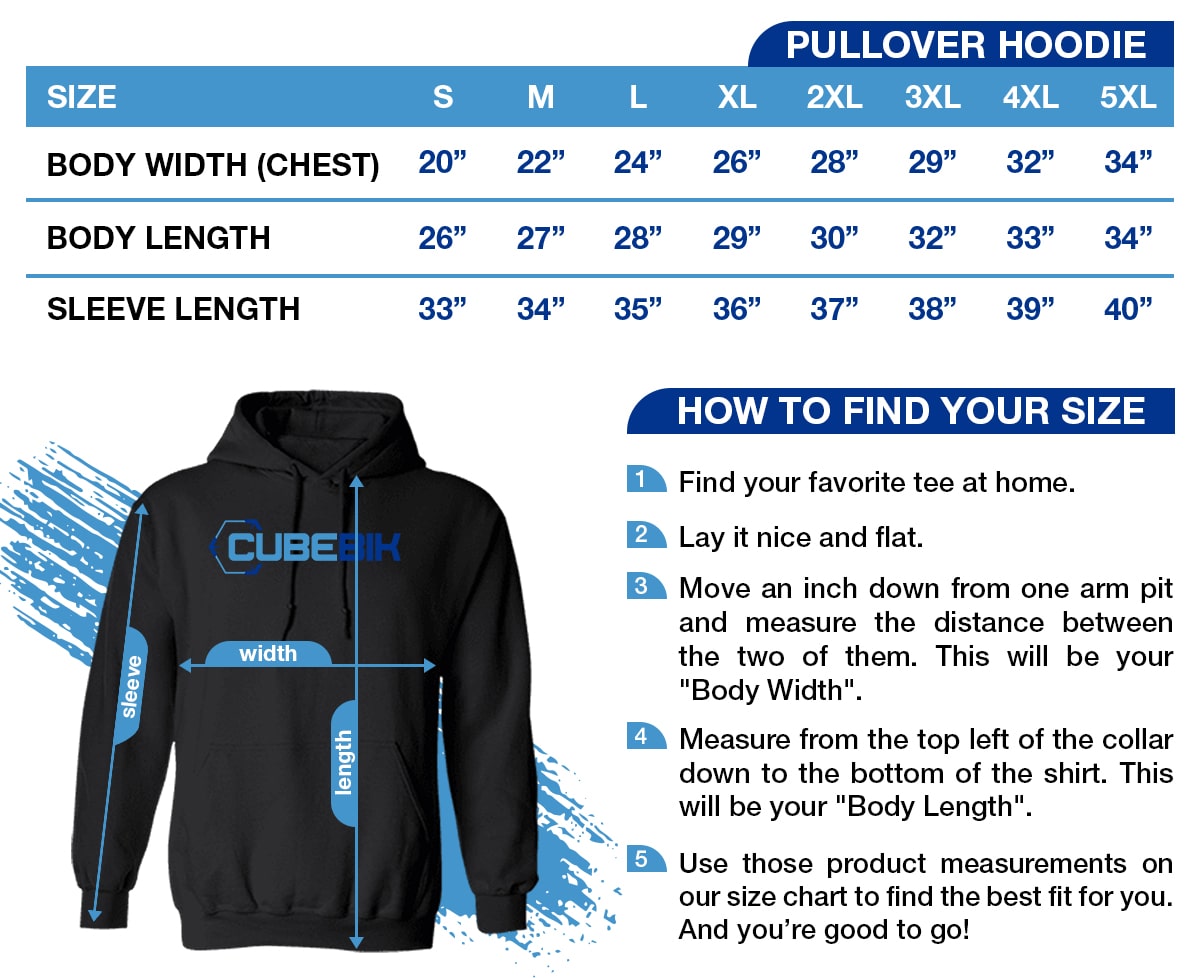 PULLOVER HOODIE
SIZE S M L XL 2XL 3XL 4XL 5XL
BODY WIDTH (CHEST) 20” 22” 24” 26” 28” 29” 32” 34”
BODY LENGTH 26” 27” 28” 29” 30” 32” 33” 34”
SLEEVE LENGTH 33” 34” 35” 36” 37” 38” 39” 40”
CUBEBIK
width
sleeve
length
HOW TO FIND YOUR SIZE
1 Find your favorite tee at home.
2 Lay it nice and flat.
3 Move an inch down from one arm pit
and measure the distance between
the two of them. This will be your
"Body Width".
4 Measure from the top left of the collar
down to the bottom of the shirt. This
will be your "Body Length".
5 Use those product measurements on
our size chart to find the best fit for you.
And you’re good to go!